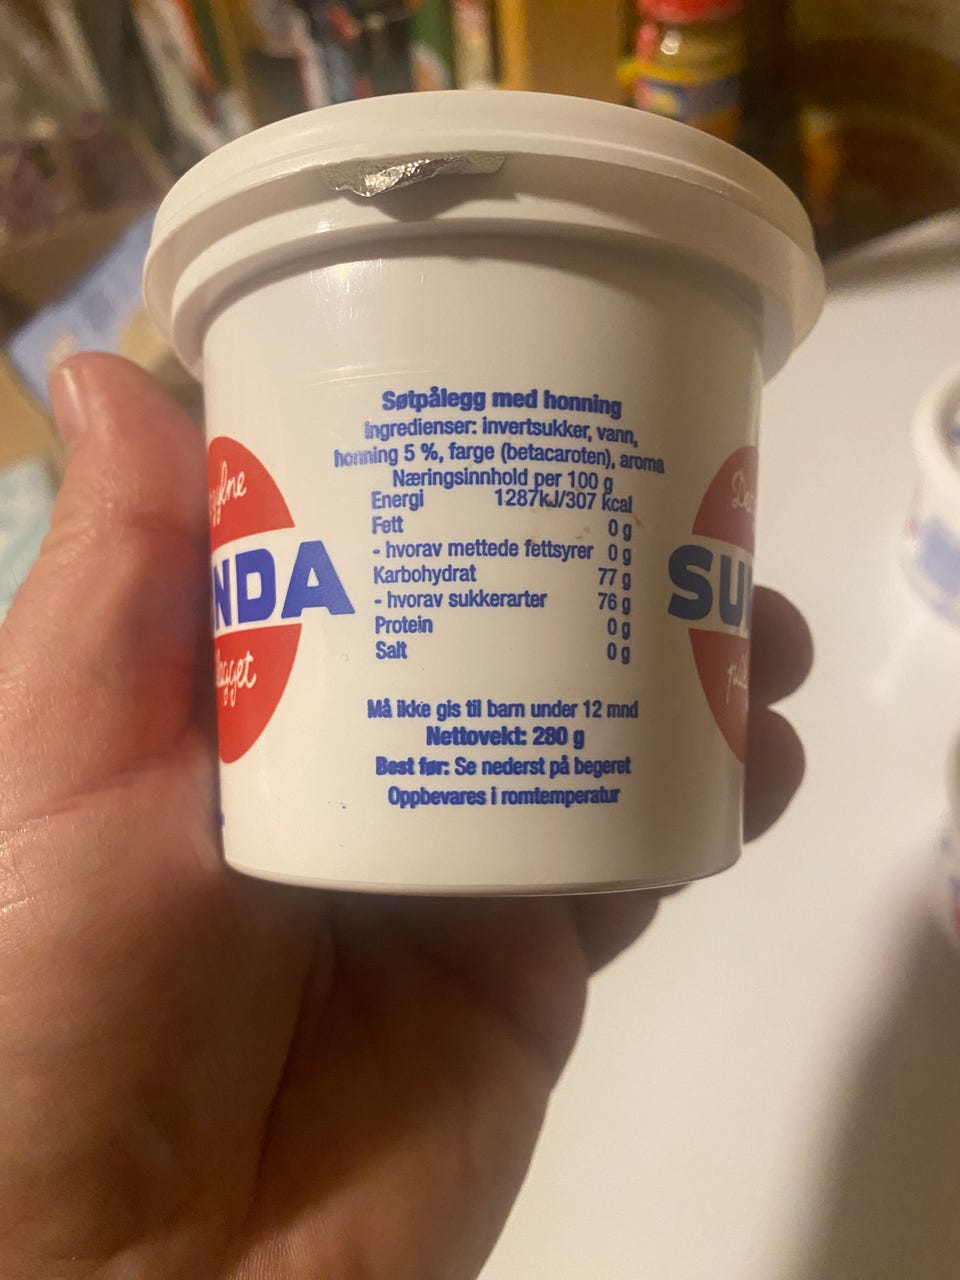 Søtpålegg med honning
Ingredienser: invertsukker, vann,
honning 5 %, farge (betacaroten), aroma
Næringsinnhold per 100 g
Energi 1287kJ/307 kcal
Fett 0 g
- hvorav mettede fettsyrer 0 g
Karbohydrat 77 g
- hvorav sukkerarter 76 g
Protein 0 g
Salt 0 g
Må ikke gis til barn under 12 mnd
Nettovekt: 280 g
Best før: Se nederst på begeret
Oppbevares i romtemperatur
NDA
SU